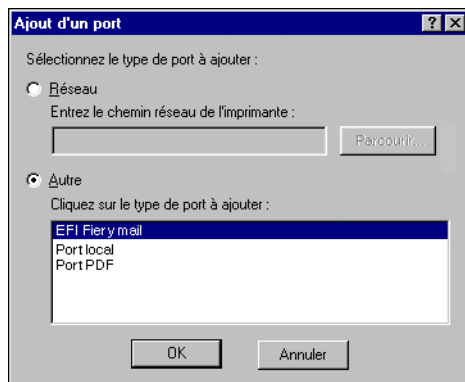 Ajout d'un port
Sélectionnez le type de port à ajouter :
Réseau
Entrez le chemin réseau de l'imprimante :
Parcourir...
Autre
Cliquez sur le type de port à ajouter :
EFI Fiery mail
Port local
Port PDF
OK Annuler